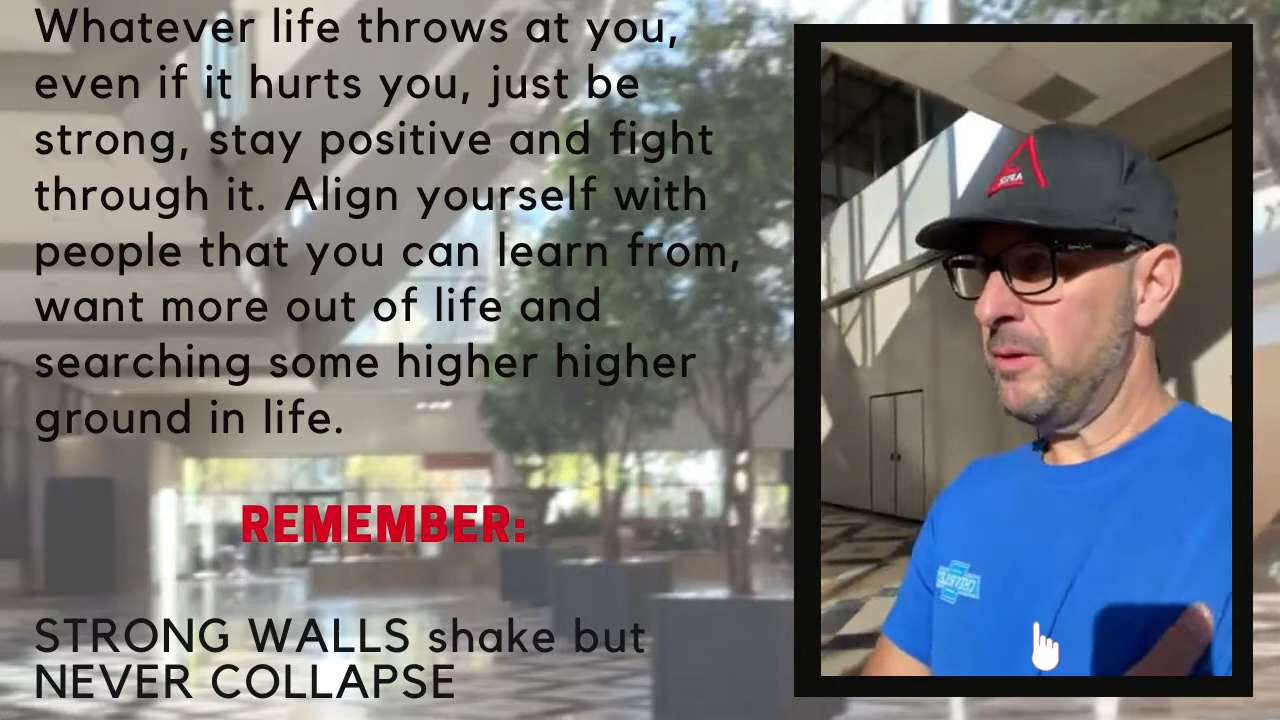 Whatever life throws at you,
even if it hurts you, just be
strong, stay positive and fight
through it. Align yourself with
people that you can learn from,
want more out of life and
searching some higher higher
ground in life.
REMEMBER:
STRONG WALLS shake but
NEVER COLLAPSE